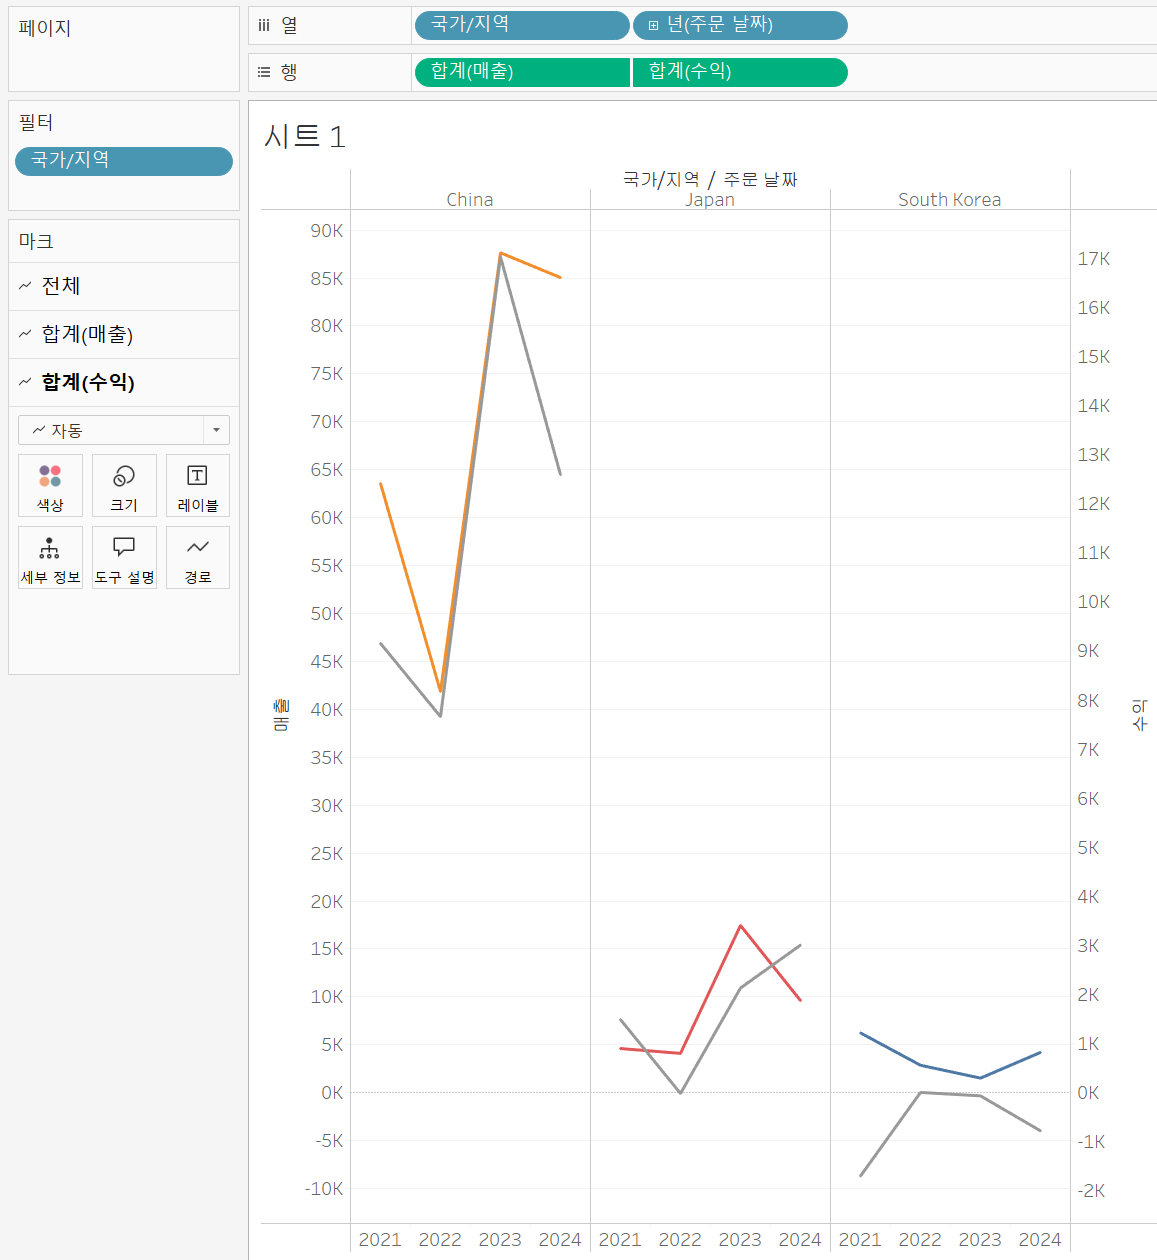 페이지
iii 열
국가/지역
년(주문 날짜)
행
합계(매출)
합계(수익)
필터
국가/지역
마크
전체
합계(매출)
합계(수익)
자동
색상
크기
레이블
세부 정보
도구 설명
경로
시트 1
국가/지역 / 주문 날짜
China
Japan
South Korea
매출
90K
85K
80K
75K
70K
65K
60K
55K
50K
45K
40K
35K
30K
25K
20K
15K
10K
5K
0K
-5K
-10K
17K
16K
15K
14K
13K
12K
11K
10K
9K
8K
7K
6K
5K
4K
3K
2K
1K
0K
-1K
-2K
수익
2021 2022 2023 2024 2021 2022 2023 2024 2021 2022 2023 2024